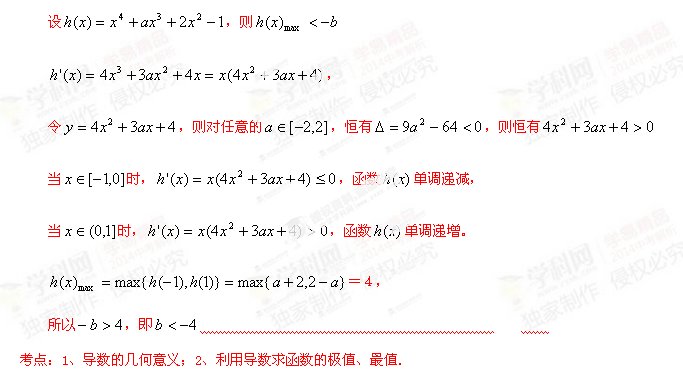 设h(x) = x⁴ + ax³ + 2x² − 1，则h(x)max < −b
h'(x) = 4x³ + 3ax² + 4x = x(4x² + 3ax + 4)，
令y = 4x² + 3ax + 4，则对任意的a ∈ [−2,2]，恒有Δ = 9a² − 64 < 0，则恒有4x² + 3ax + 4 > 0
当x ∈ [−1,0]时，h'(x) = x(4x² + 3ax + 4) ≤ 0，函数h(x)单调递减，
当x ∈ (0,1]时，h'(x) = x(4x² + 3ax + 4) > 0，函数h(x)单调递增。
h(x)max = max{h(−1), h(1)} = max{a + 2, 2 − a} = 4，
所以−b > 4，即b < −4
考点：1、导数的几何意义；2、利用导数求函数的极值、最值.